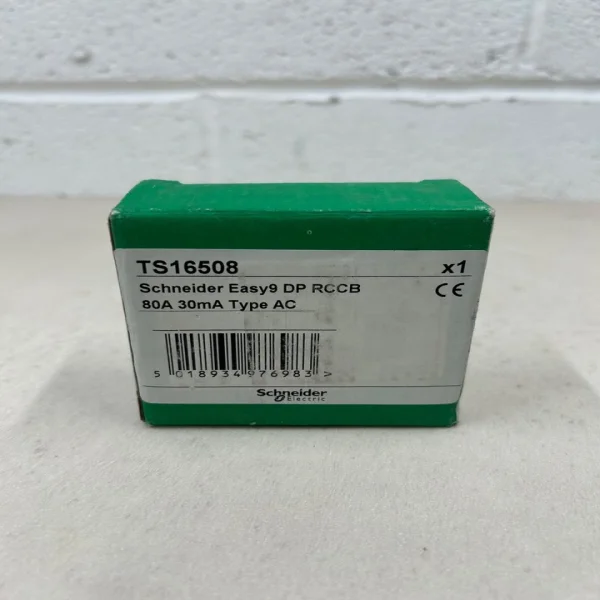 TS16508 x1
Schneider Easy9 DP RCCB CE
80A 30mA Type AC
5 018934 976983 >
Schneider
Electric